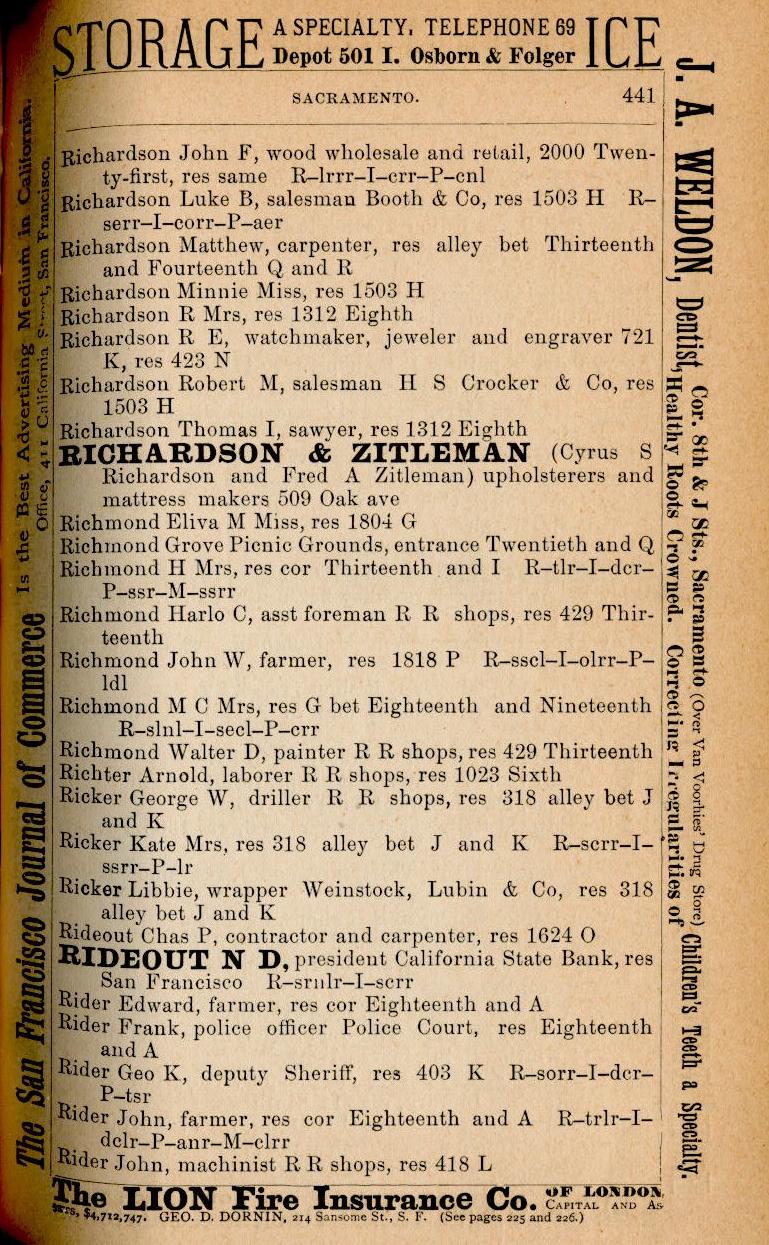 STORAGE A SPECIALTY. TELEPHONE 69 ICE
Depot 501 I. Osborn & Folger
SACRAMENTO. 441
Richardson John F, wood wholesale and retail, 2000 Twen-
ty-first, res same R–lrrr–I–crr–P–cnl
Richardson Luke B, salesman Booth & Co, res 1503 H R–
serr–I–corr–P–aer
Richardson Matthew, carpenter, res alley bet Thirteenth
and Fourteenth Q and R
Richardson Minnie Miss, res 1503 H
Richardson R Mrs, res 1312 Eighth
Richardson R E, watchmaker, jeweler and engraver 721
K, res 423 N
Richardson Robert M, salesman H S Crocker & Co, res
1503 H
Richardson Thomas I, sawyer, res 1312 Eighth
RICHARDSON & ZITLEMAN (Cyrus S
Richardson and Fred A Zitleman) upholsterers and
mattress makers 509 Oak ave
Richmond Eliva M Miss, res 1804 G
Richmond Grove Picnic Grounds, entrance Twentieth and Q
Richmond H Mrs, res cor Thirteenth and I R–tlr–I–dcr–
P–ssr–M–ssrr
Richmond Harlo C, asst foreman R R shops, res 429 Thir-
teenth
Richmond John W, farmer, res 1818 P R–sscl–I–olrr–P–
ldl
Richmond M C Mrs, res G bet Eighteenth and Nineteenth
R–slnl–I–secl–P–crr
Richmond Walter D, painter R R shops, res 429 Thirteenth
Richter Arnold, laborer R R shops, res 1023 Sixth
Ricker George W, driller R R shops, res 318 alley bet J
and K
Ricker Kate Mrs, res 318 alley bet J and K R–scrr–I–
ssrr–P–lr
Ricker Libbie, wrapper Weinstock, Lubin & Co, res 318
alley bet J and K
Rideout Chas P, contractor and carpenter, res 1624 O
RIDEOUT N D, president California State Bank, res
San Francisco R–srnlr–I–scrr
Rider Edward, farmer, res cor Eighteenth and A
Rider Frank, police officer Police Court, res Eighteenth
and A
Rider Geo K, deputy Sheriff, res 403 K R–sorr–I–dcr–
P–tsr
Rider John, farmer, res cor Eighteenth and A R–trlr–I–
dclr–P–anr–M–clrr
Rider John, machinist R R shops, res 418 L
The LION Fire Insurance Co. OF LONDON,
CAPITAL AND AS-
SETS, $4,712,747. GEO. D. DORNIN, 214 Sansome St., S. F. (See pages 225 and 226.)
The San Francisco Journal of Commerce Is the Best Advertising Medium in California.
Office, 411 California Street, San Francisco.
J. A. WELDON, Dentist, Cor. 8th & J Sts., Sacramento (Over Van Voorhies' Drug Store)
Healthy Roots Crowned. Correcting Irregularities of Children's Teeth a Specialty.